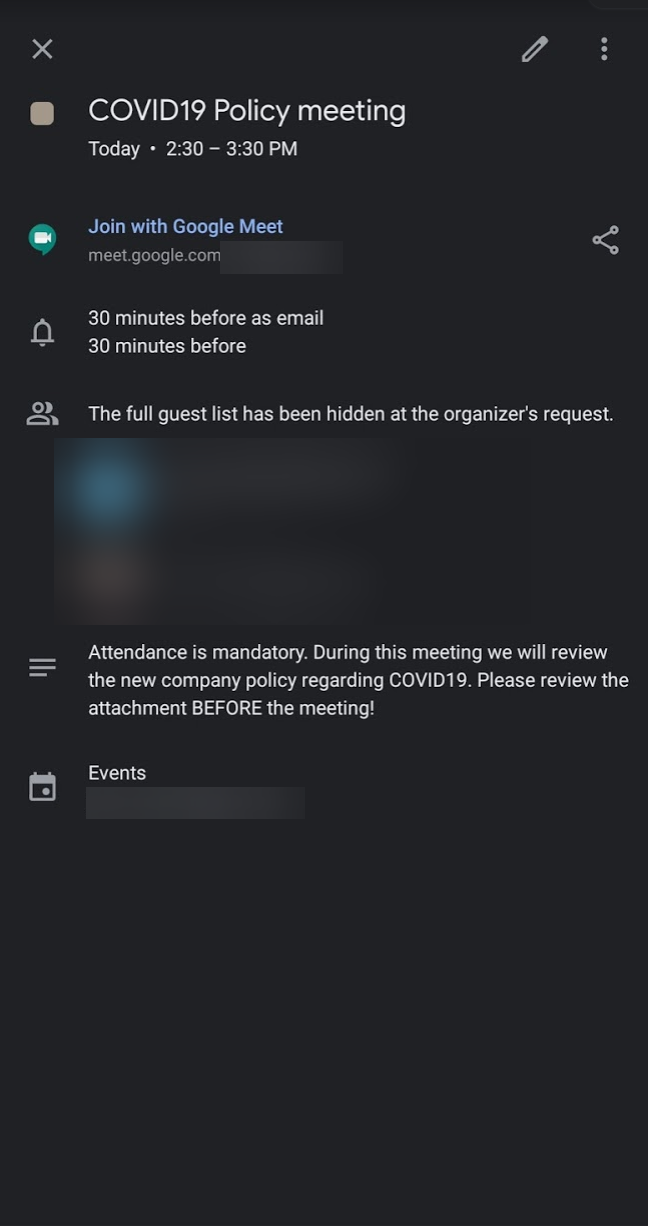 COVID19 Policy meeting
Today • 2:30 – 3:30 PM
Join with Google Meet
meet.google.com
30 minutes before as email
30 minutes before
The full guest list has been hidden at the organizer's request.
Attendance is mandatory. During this meeting we will review
the new company policy regarding COVID19. Please review the
attachment BEFORE the meeting!
Events